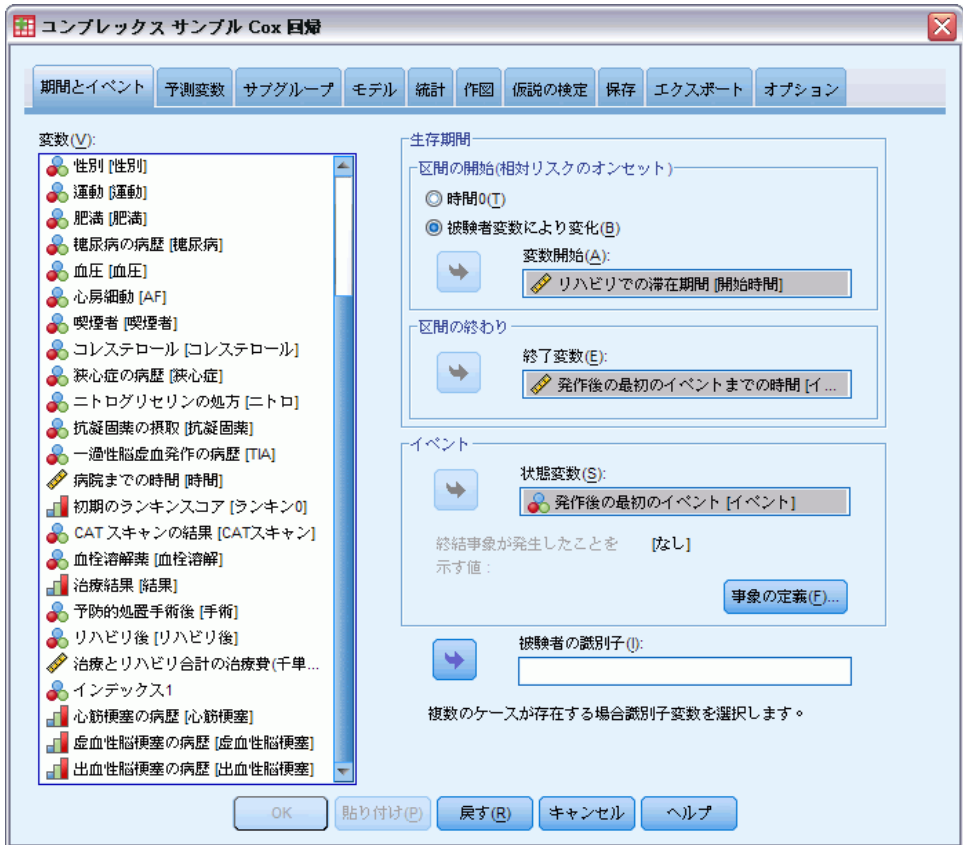 コンプレックス サンプル Cox 回帰
期間とイベント 予測変数 サブグループ モデル 統計 作図 仮説の検定 保存 エクスポート オプション
変数(V):
性別 [性別]
運動 [運動]
肥満 [肥満]
糖尿病の病歴 [糖尿病]
血圧 [血圧]
心房細動 [AF]
喫煙者 [喫煙者]
コレステロール [コレステロール]
狭心症の病歴 [狭心症]
ニトログリセリンの処方 [ニトロ]
抗凝固薬の摂取 [抗凝固薬]
一過性脳虚血発作の病歴 [TIA]
病院までの時間 [時間]
初期のランキンスコア [ランキン0]
CAT スキャンの結果 [CATスキャン]
血栓溶解薬 [血栓溶解]
治療結果 [結果]
予防的処置手術後 [手術]
リハビリ後 [リハビリ後]
治療とリハビリ合計の治療費(千単...
インデックス1
心筋梗塞の病歴 [心筋梗塞]
虚血性脳梗塞の病歴 [虚血性脳梗塞]
出血性脳梗塞の病歴 [出血性脳梗塞]
生存期間
区間の開始(相対リスクのオンセット)
時間0(T)
被験者変数により変化(B)
変数開始(A):
リハビリでの滞在期間 [開始時間]
区間の終わり
終了変数(E):
発作後の最初のイベントまでの時間 [イ...
イベント
状態変数(S):
発作後の最初のイベント [イベント]
終結事象が発生したことを [なし]
示す値 :
事象の定義(F)...
被験者の識別子(I):
複数のケースが存在する場合識別子変数を選択します。
OK 貼り付け(P) 戻す(R) キャンセル ヘルプ